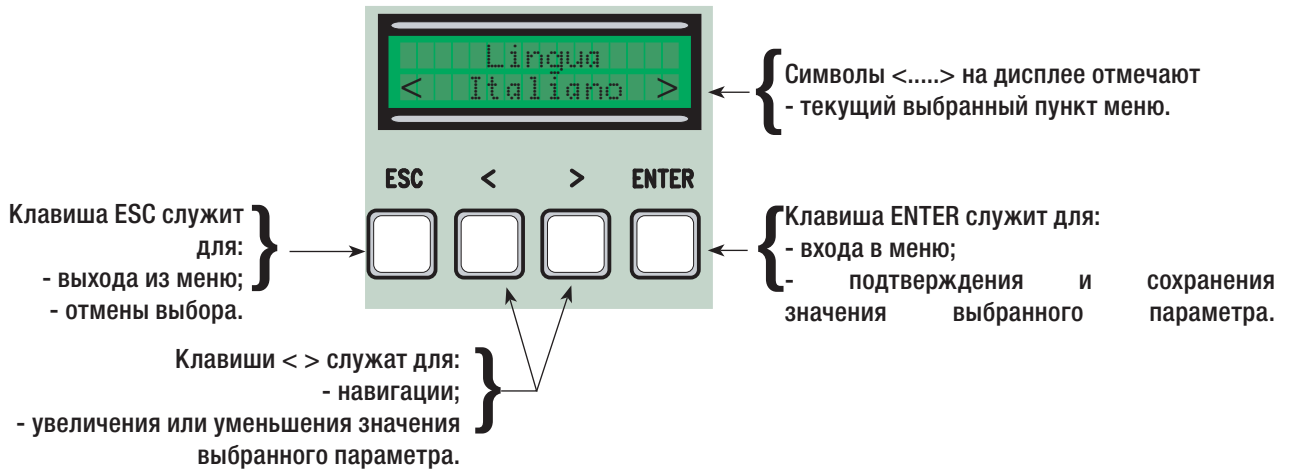 Lingua
< Italiano >
Символы <.....> на дисплее отмечают
- текущий выбранный пункт меню.
ESC < > ENTER
Клавиша ESC служит
для:
- выхода из меню;
- отмены выбора.
Клавиша ENTER служит для:
- входа в меню;
- подтверждения и сохранения
значения выбранного параметра.
Клавиши < > служат для:
- навигации;
- увеличения или уменьшения значения
выбранного параметра.